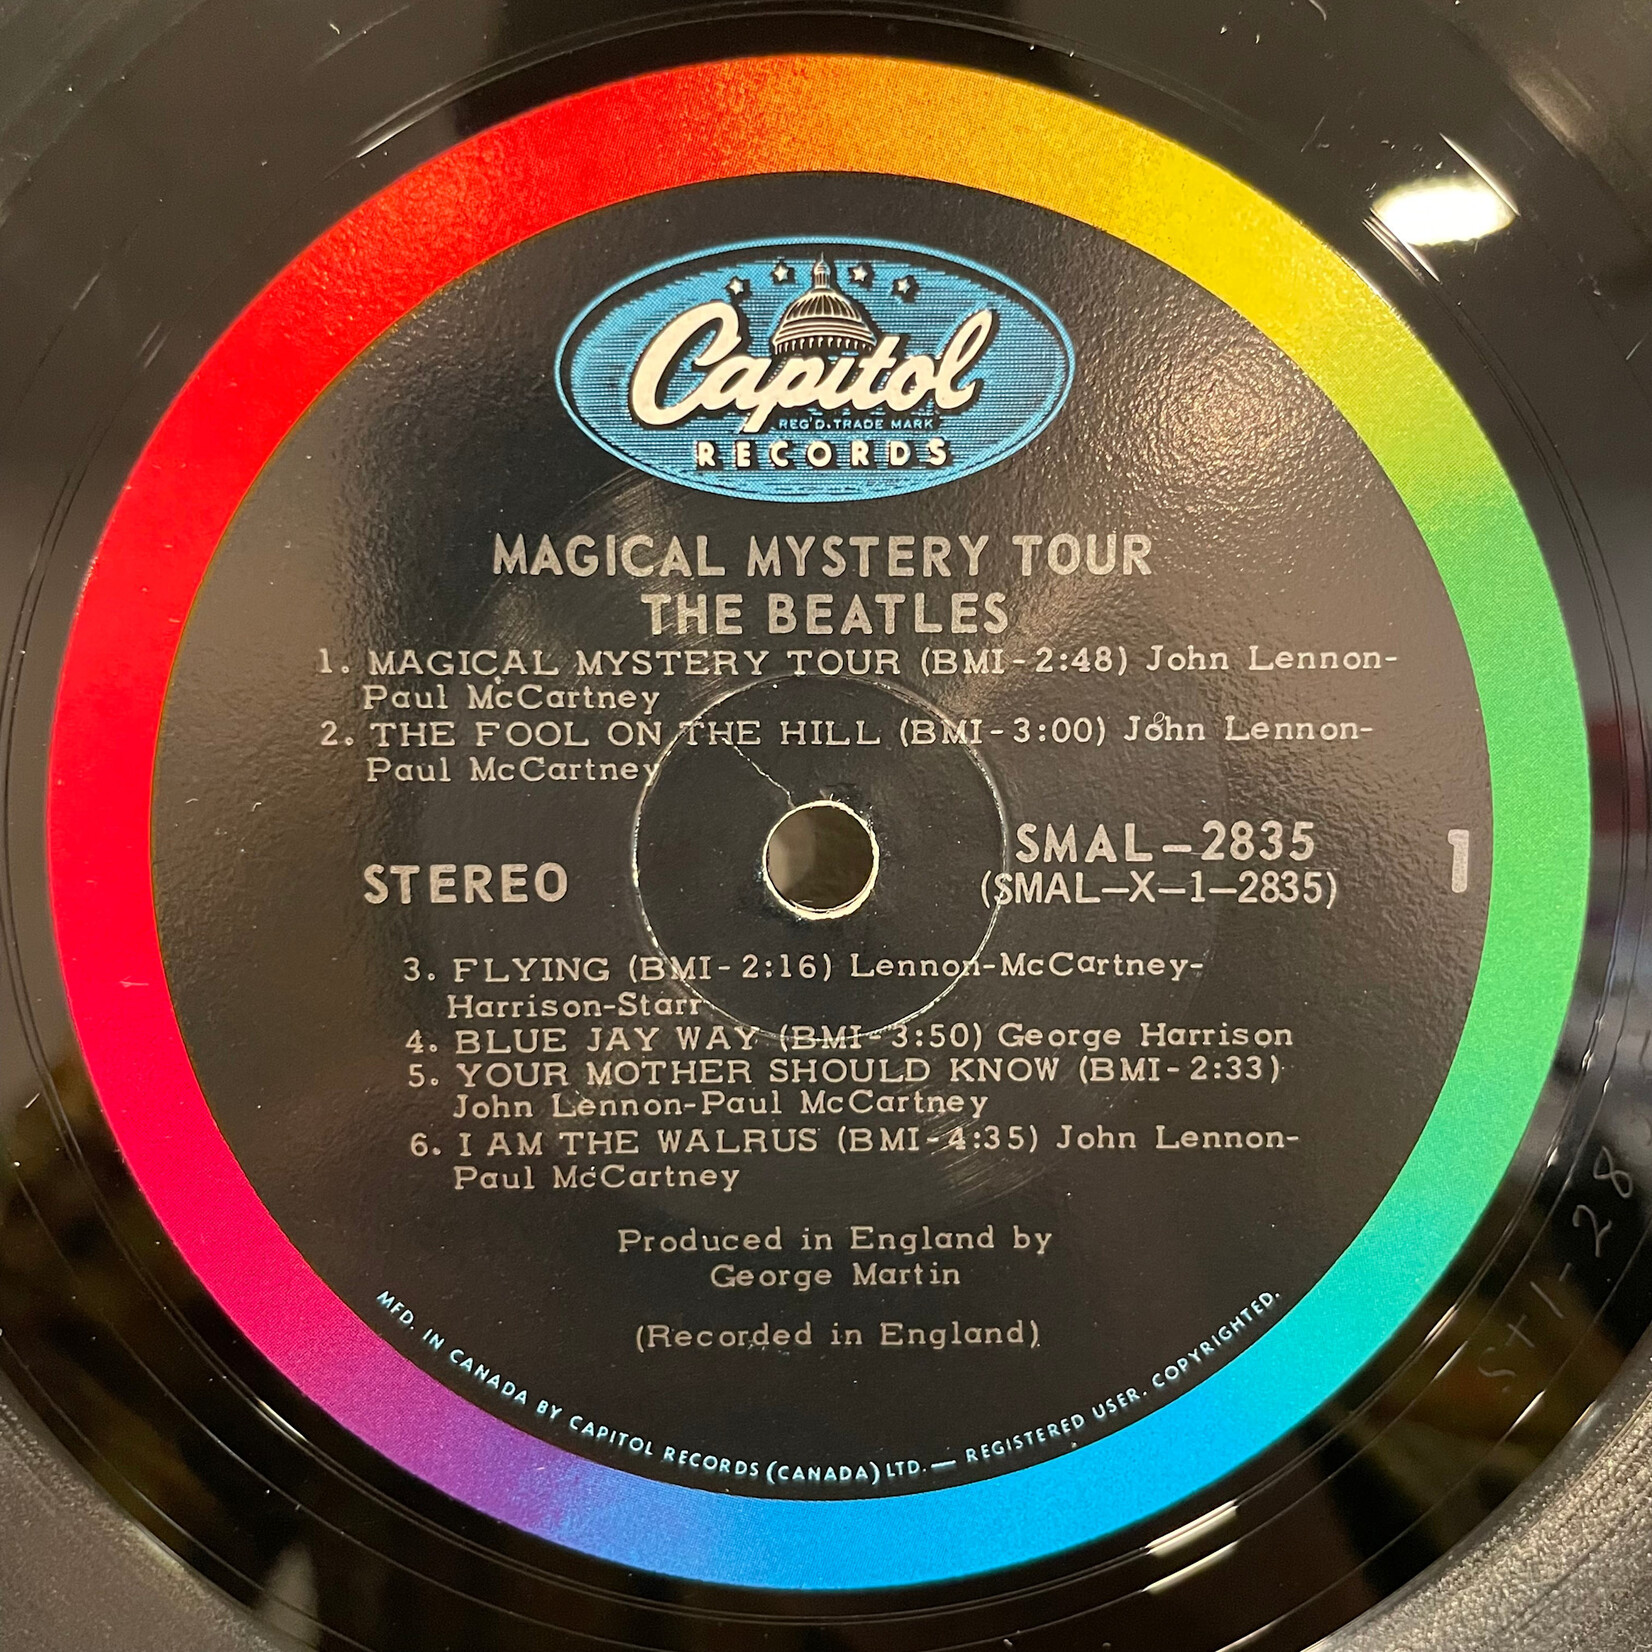 Capitol
REG'D. TRADE MARK
RECORDS
MAGICAL MYSTERY TOUR
THE BEATLES
1. MAGICAL MYSTERY TOUR (BMI-2:48) John Lennon-
Paul McCartney
2. THE FOOL ON THE HILL (BMI-3:00) John Lennon-
Paul McCartney
STEREO
SMAL-2835
(SMAL-X-1-2835)
1
3. FLYING (BMI-2:16) Lennon-McCartney-
Harrison-Starr
4. BLUE JAY WAY (BMI-3:50) George Harrison
5. YOUR MOTHER SHOULD KNOW (BMI-2:33)
John Lennon-Paul McCartney
6. I AM THE WALRUS (BMI-4:35) John Lennon-
Paul McCartney
Produced in England by
George Martin
(Recorded in England)
MFD. IN CANADA BY CAPITOL RECORDS (CANADA) LTD. — REGISTERED USER. COPYRIGHTED.